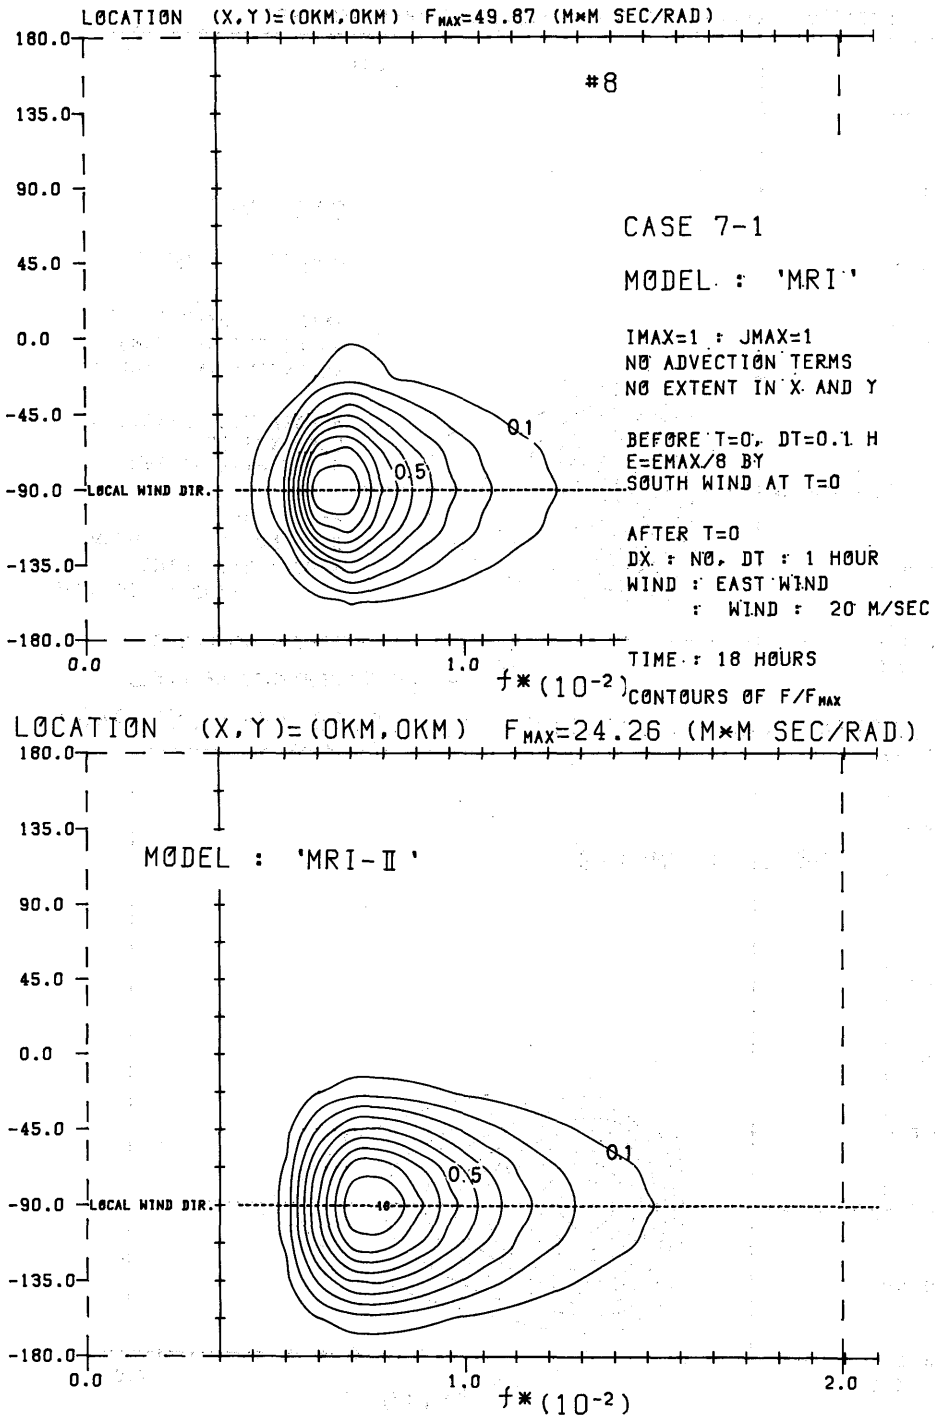 LOCATION (X,Y)=(0KM,0KM) FMAX=49.87 (M*M SEC/RAD)
180.0
#8
135.0
90.0
CASE 7-1
45.0
MODEL : 'MRI'
0.0
IMAX=1 : JMAX=1
NO ADVECTION TERMS
NO EXTENT IN X AND Y
-45.0
0.1
BEFORE T=0, DT=0.1 H
E=EMAX/8 BY
0.5
SOUTH WIND AT T=0
-90.0 LOCAL WIND DIR.
AFTER T=0
DX : NO, DT : 1 HOUR
-135.0
WIND : EAST WIND
: WIND : 20 M/SEC
-180.0
0.0 1.0
TIME : 18 HOURS
f*(10-2)
CONTOURS OF F/FMAX
LOCATION (X,Y)=(0KM,0KM) FMAX=24.26 (M*M SEC/RAD)
180.0
135.0
MODEL : 'MRI-II'
90.0
45.0
0.0
-45.0
0.1
0.5
-90.0 LOCAL WIND DIR.
-135.0
-180.0
0.0 1.0 2.0
f*(10-2)